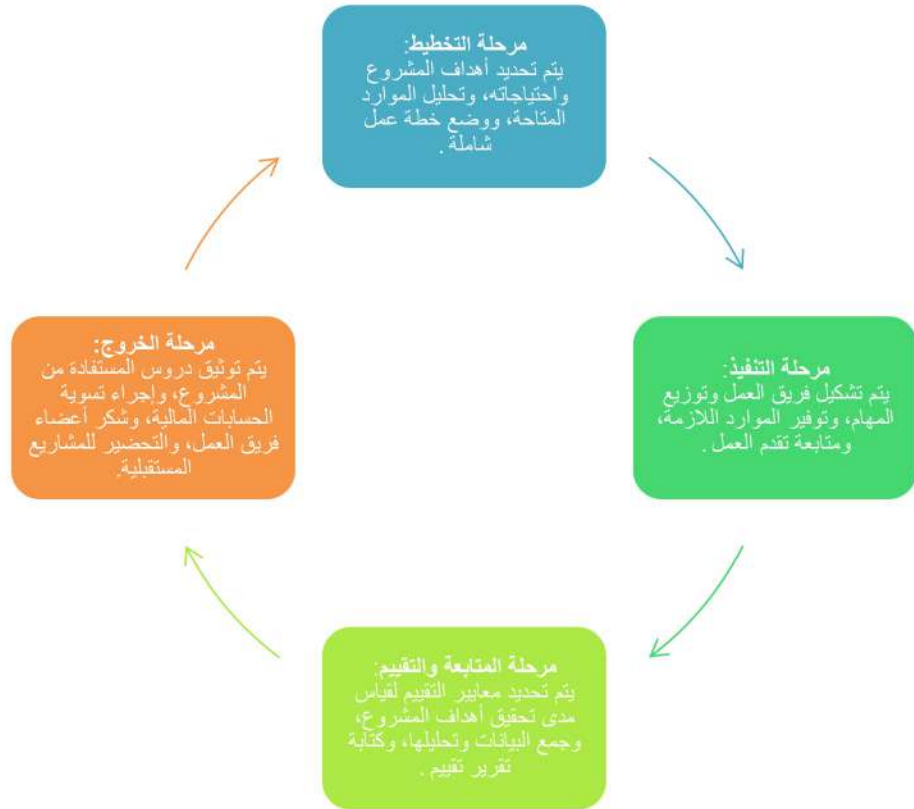 مرحلة التخطيط:
يتم تحديد أهداف المشروع
واحتياجاته، وتحليل الموارد
المتاحة، ووضع خطة عمل
شاملة .
مرحلة التنفيذ:
يتم تشكيل فريق العمل وتوزيع
المهام، وتوفير الموارد اللازمة،
ومتابعة تقدم العمل .
مرحلة المتابعة والتقييم:
يتم تحديد معايير التقييم لقياس
مدى تحقيق أهداف المشروع،
وجمع البيانات وتحليلها، وكتابة
تقرير تقييم .
مرحلة الخروج:
يتم توثيق دروس المستفادة من
المشروع، وإجراء تسوية
الحسابات المالية، وشكر أعضاء
فريق العمل، والتحضير للمشاريع
المستقبلية.